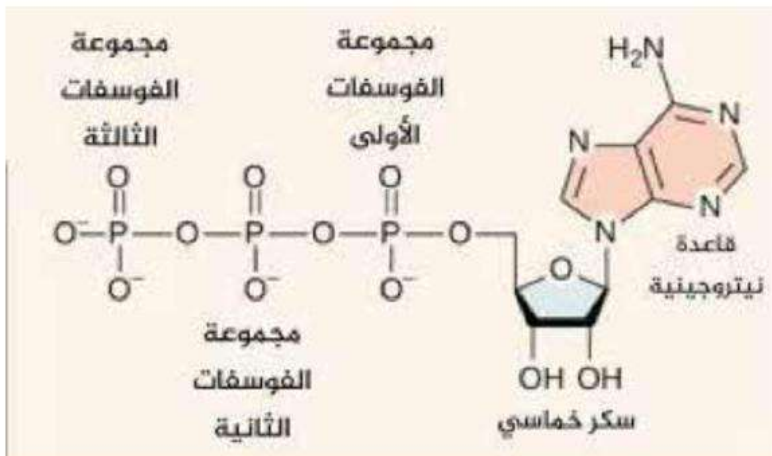 مجموعة
الفوسفات
الثالثة
مجموعة
الفوسفات
الأولى
H₂N
N
N
N
N
قاعدة
نيتروجينية
O
O
O
O⁻—P—O—P—O—P—O
O⁻
O⁻
O⁻
O
مجموعة
الفوسفات
الثانية
OH OH
سكر خماسي